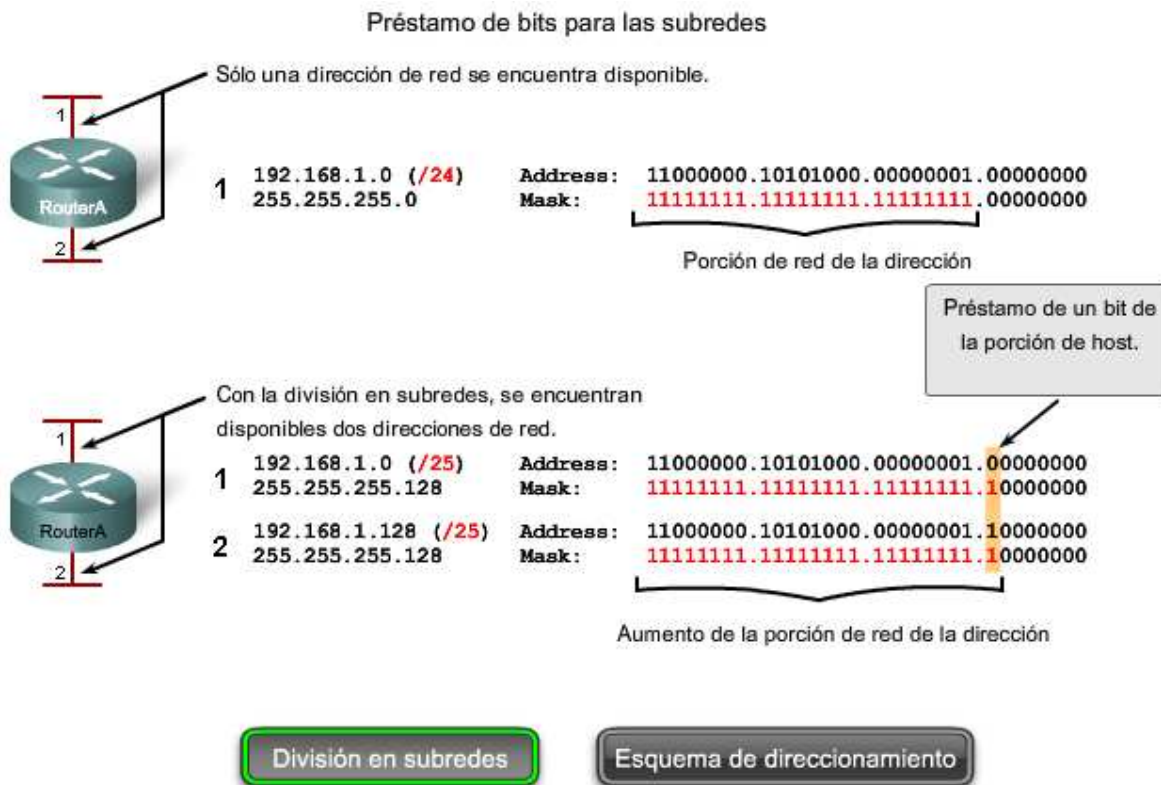 Préstamo de bits para las subredes
Sólo una dirección de red se encuentra disponible.
1
RouterA
2
1 192.168.1.0 (/24) Address: 11000000.10101000.00000001.00000000
255.255.255.0 Mask: 11111111.11111111.11111111.00000000
Porción de red de la dirección
Préstamo de un bit de
la porción de host.
Con la división en subredes, se encuentran
disponibles dos direcciones de red.
1
RouterA
2
1 192.168.1.0 (/25) Address: 11000000.10101000.00000001.00000000
255.255.255.128 Mask: 11111111.11111111.11111111.10000000
2 192.168.1.128 (/25) Address: 11000000.10101000.00000001.10000000
255.255.255.128 Mask: 11111111.11111111.11111111.10000000
Aumento de la porción de red de la dirección
División en subredes
Esquema de direccionamiento